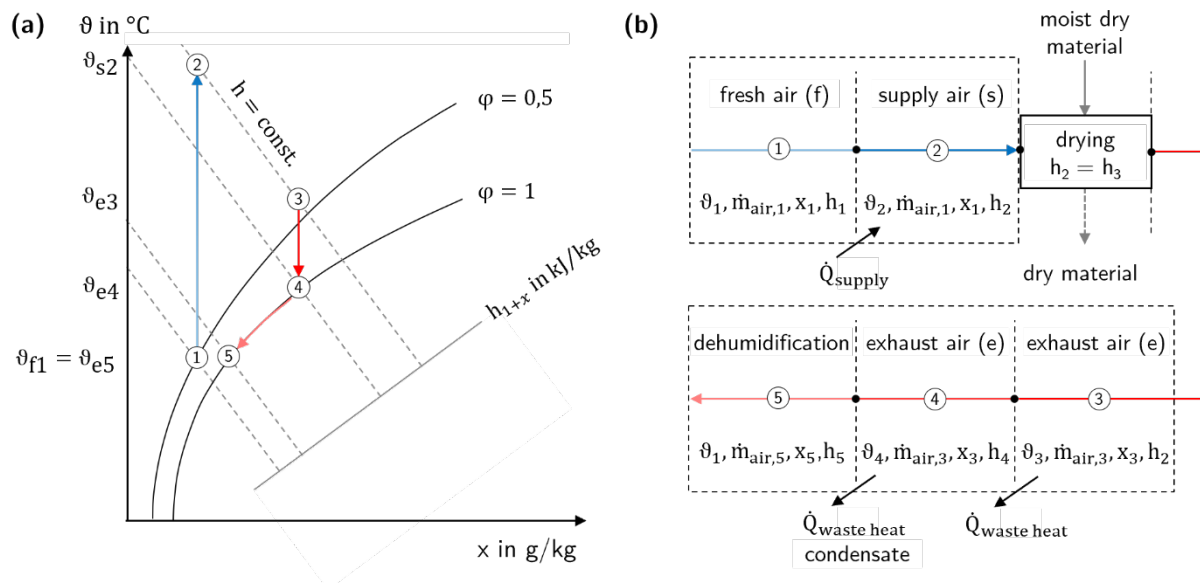 (a)
ϑ in °C
ϑs2
2
h = const.
φ = 0,5
ϑe3
3
φ = 1
ϑe4
4
h1+x in kJ/kg
ϑf1 = ϑe5
1
5
x in g/kg
(b)
moist dry
material
fresh air (f)
supply air (s)
1
2
drying
h2 = h3
ϑ1, ṁair,1, x1, h1
ϑ2, ṁair,1, x1, h2
Q̇supply
dry material
dehumidification
exhaust air (e)
exhaust air (e)
5
4
3
ϑ1, ṁair,5, x5, h5
ϑ4, ṁair,3, x3, h4
ϑ3, ṁair,3, x3, h2
Q̇waste heat
Q̇waste heat
condensate